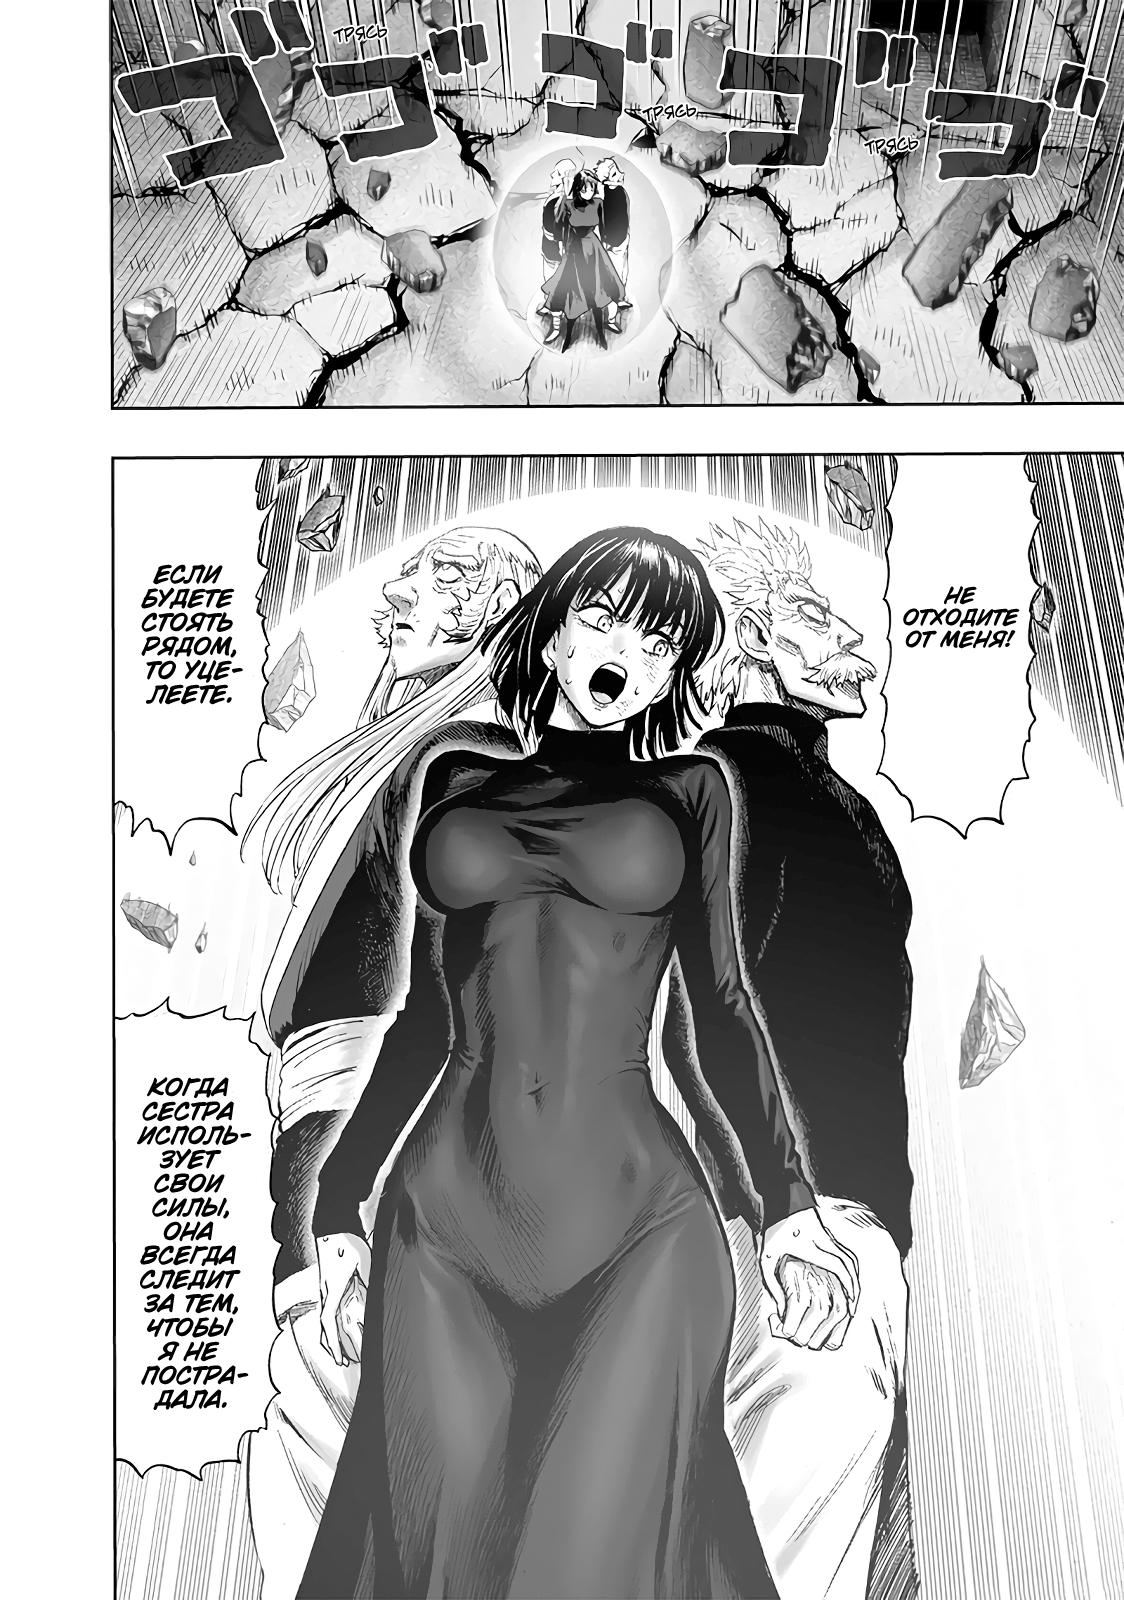 ゴゴゴゴゴ
ТРЯСЬ
ТРЯСЬ
ТРЯСЬ
НЕ
ОТХОДИТЕ
ОТ МЕНЯ!
ЕСЛИ
БУДЕТЕ
СТОЯТЬ
РЯДОМ,
ТО УЦЕ-
ЛЕЕТЕ.
КОГДА
СЕСТРА
ИСПОЛЬ-
ЗУЕТ
СВОИ
СИЛЫ,
ОНА
ВСЕГДА
СЛЕДИТ
ЗА ТЕМ,
ЧТОБЫ
Я НЕ
ПОСТРА-
ДАЛА.